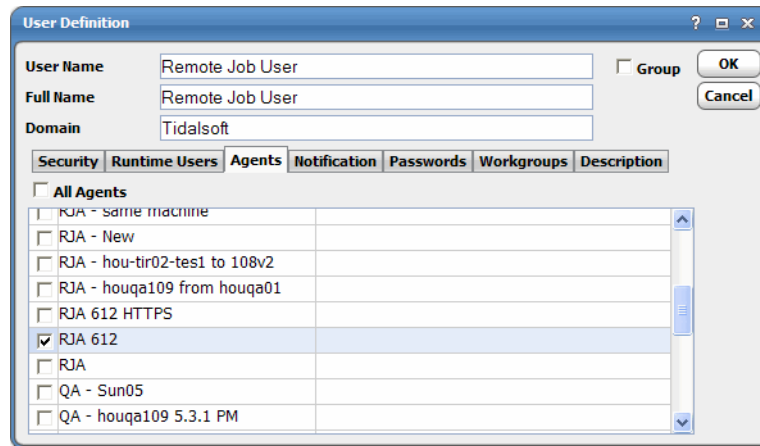 User Definition
?
User Name Remote Job User Group OK
Full Name Remote Job User Cancel
Domain Tidalsoft
Security Runtime Users Agents Notification Passwords Workgroups Description
All Agents
RJA - same machine
RJA - New
RJA - hou-tir02-tes1 to 108v2
RJA - houqa109 from houqa01
RJA 612 HTTPS
RJA 612
RJA
QA - Sun05
QA - houqa109 5.3.1 PM